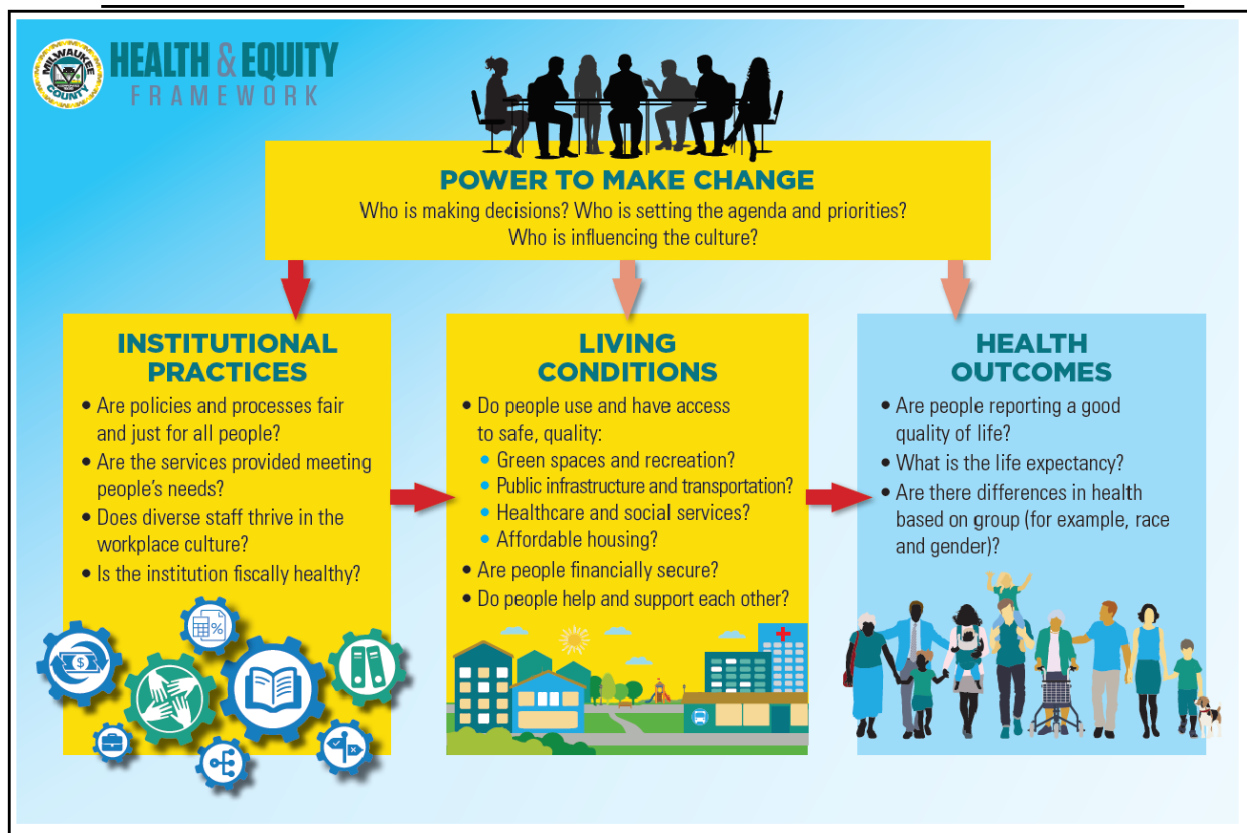 MILWAUKEE
COUNTY
HEALTH & EQUITY
FRAMEWORK
POWER TO MAKE CHANGE
Who is making decisions? Who is setting the agenda and priorities?
Who is influencing the culture?
INSTITUTIONAL
PRACTICES
• Are policies and processes fair
and just for all people?
• Are the services provided meeting
people's needs?
• Does diverse staff thrive in the
workplace culture?
• Is the institution fiscally healthy?
$
%
LIVING
CONDITIONS
• Do people use and have access
to safe, quality:
• Green spaces and recreation?
• Public infrastructure and transportation?
• Healthcare and social services?
• Affordable housing?
• Are people financially secure?
• Do people help and support each other?
HEALTH
OUTCOMES
• Are people reporting a good
quality of life?
• What is the life expectancy?
• Are there differences in health
based on group (for example, race
and gender)?